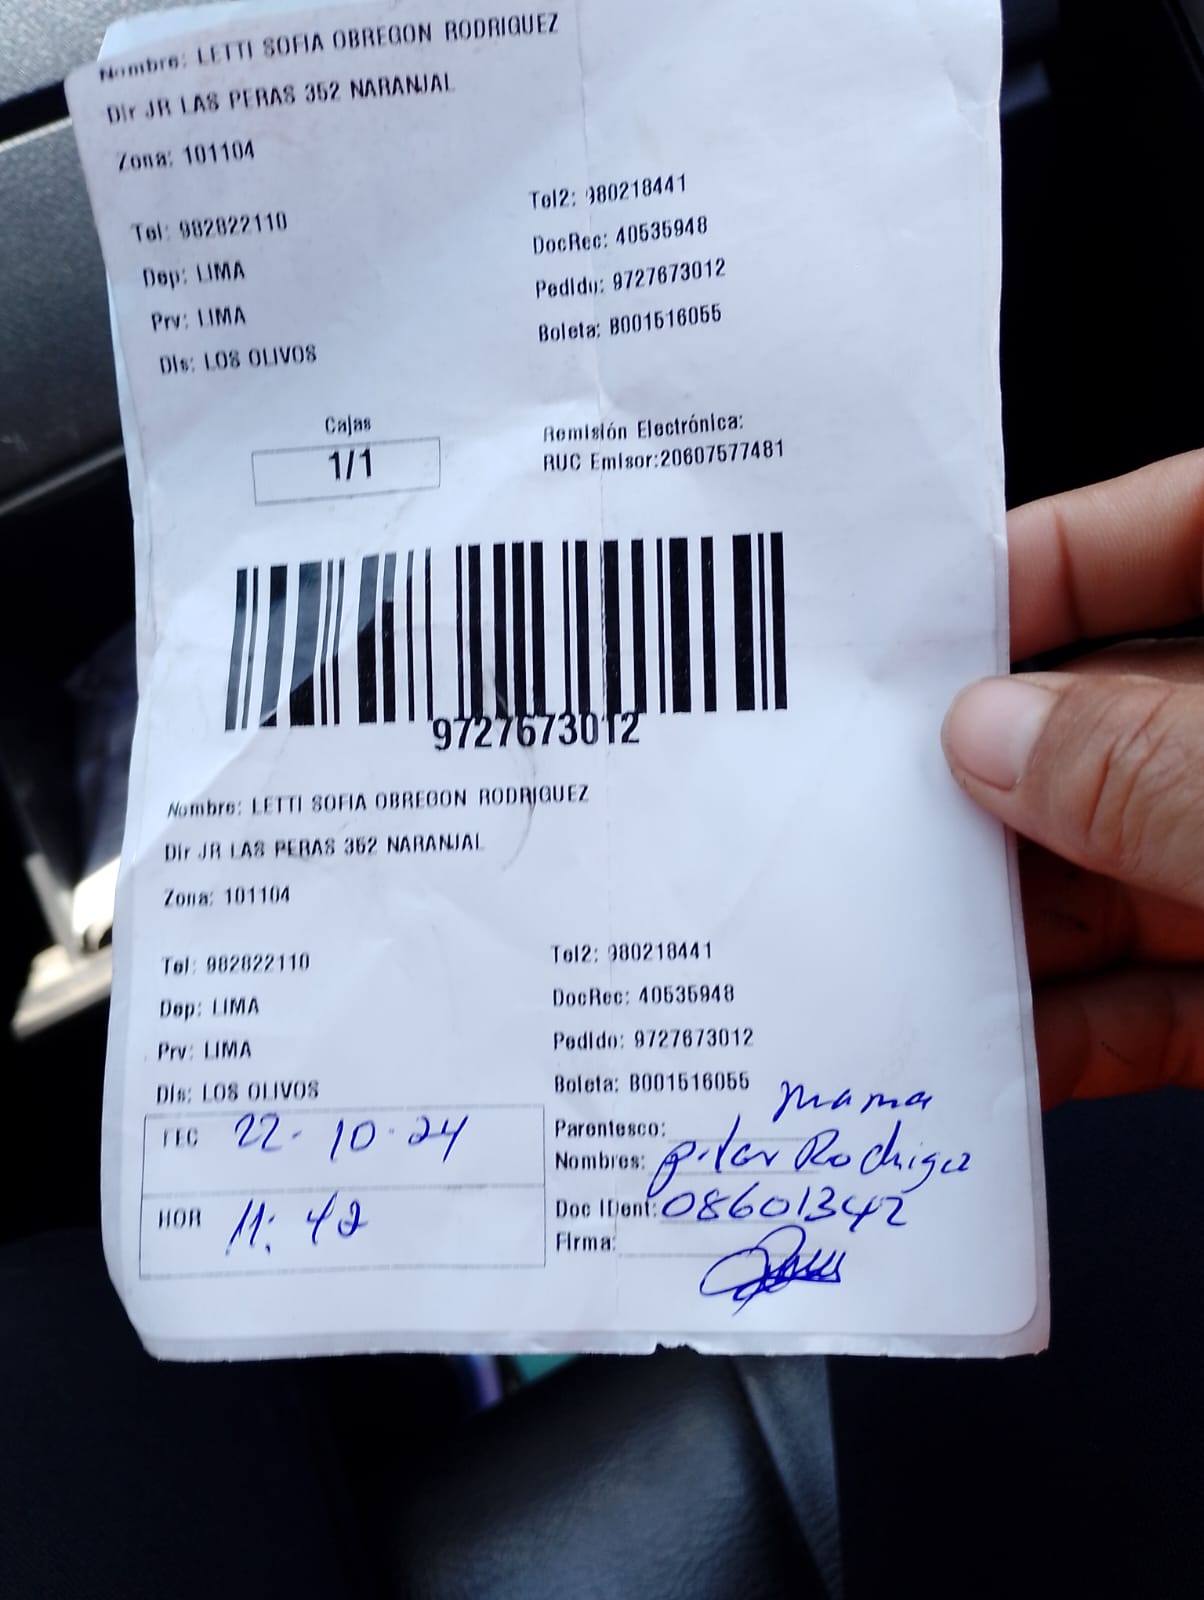 Nombre: LETTI SOFIA OBREGON RODRIGUEZ
Dir JR LAS PERAS 352 NARANJAL
Zona: 101104
Tel: 982822110
Tel2: 980218441
Dep: LIMA
DocRec: 40535948
Prv: LIMA
Pedido: 9727673012
Dis: LOS OLIVOS
Boleta: B001516055
Cajas
1/1
Remisión Electrónica:
RUC Emisor:20607577481
9727673012
Nombre: LETTI SOFIA OBREGON RODRIGUEZ
Dir JR LAS PERAS 352 NARANJAL
Zona: 101104
Tel: 982822110
Tel2: 980218441
Dep: LIMA
DocRec: 40535948
Prv: LIMA
Pedido: 9727673012
Dis: LOS OLIVOS
Boleta: B001516055
FEC 22-10-24
Parentesco: mama
Nombres: pilar Rodriguez
HOR 11:42
Doc IDent: 08601342
Firma: